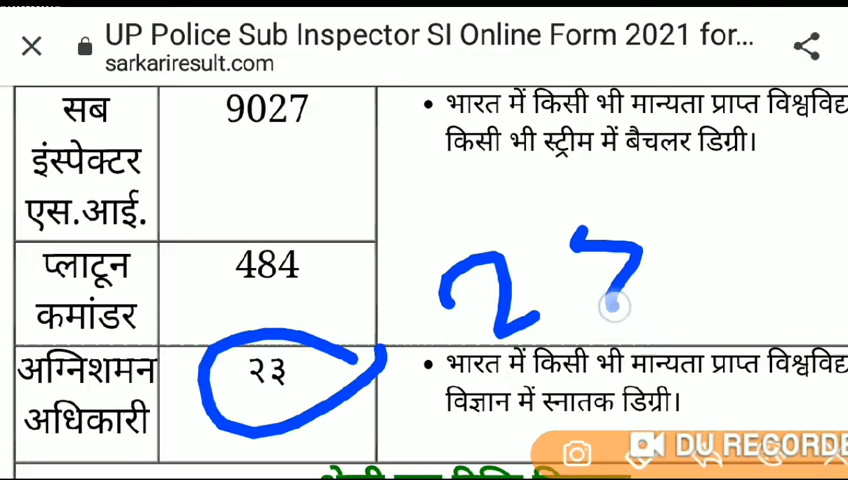 UP Police Sub Inspector SI Online Form 2021 for...
sarkariresult.com
सब इंस्पेक्टर एस.आई.
9027
भारत में किसी भी मान्यता प्राप्त
किसी भी स्ट्रीम में बैचलर डिग्री।
प्लाटून कमांडर
484
2
अग्निशमन अधिकारी
२३
भारत में किसी भी मान्यता प्राप्त
विज्ञान में स्नातक डिग्री।
DU RECORDE